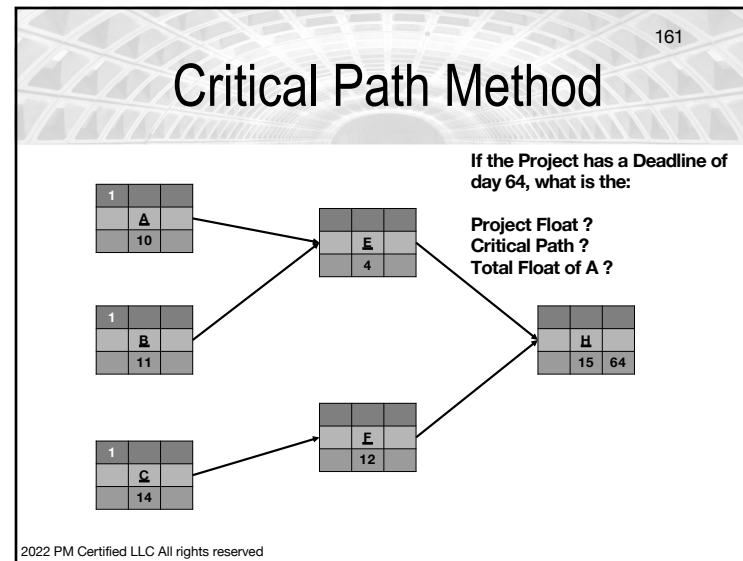 161
Critical Path Method
If the Project has a Deadline of
day 64, what is the:
Project Float ?
Critical Path ?
Total Float of A ?
1
A
10
1
B
11
1
C
14
E
4
F
12
H
15 64
2022 PM Certified LLC All rights reserved